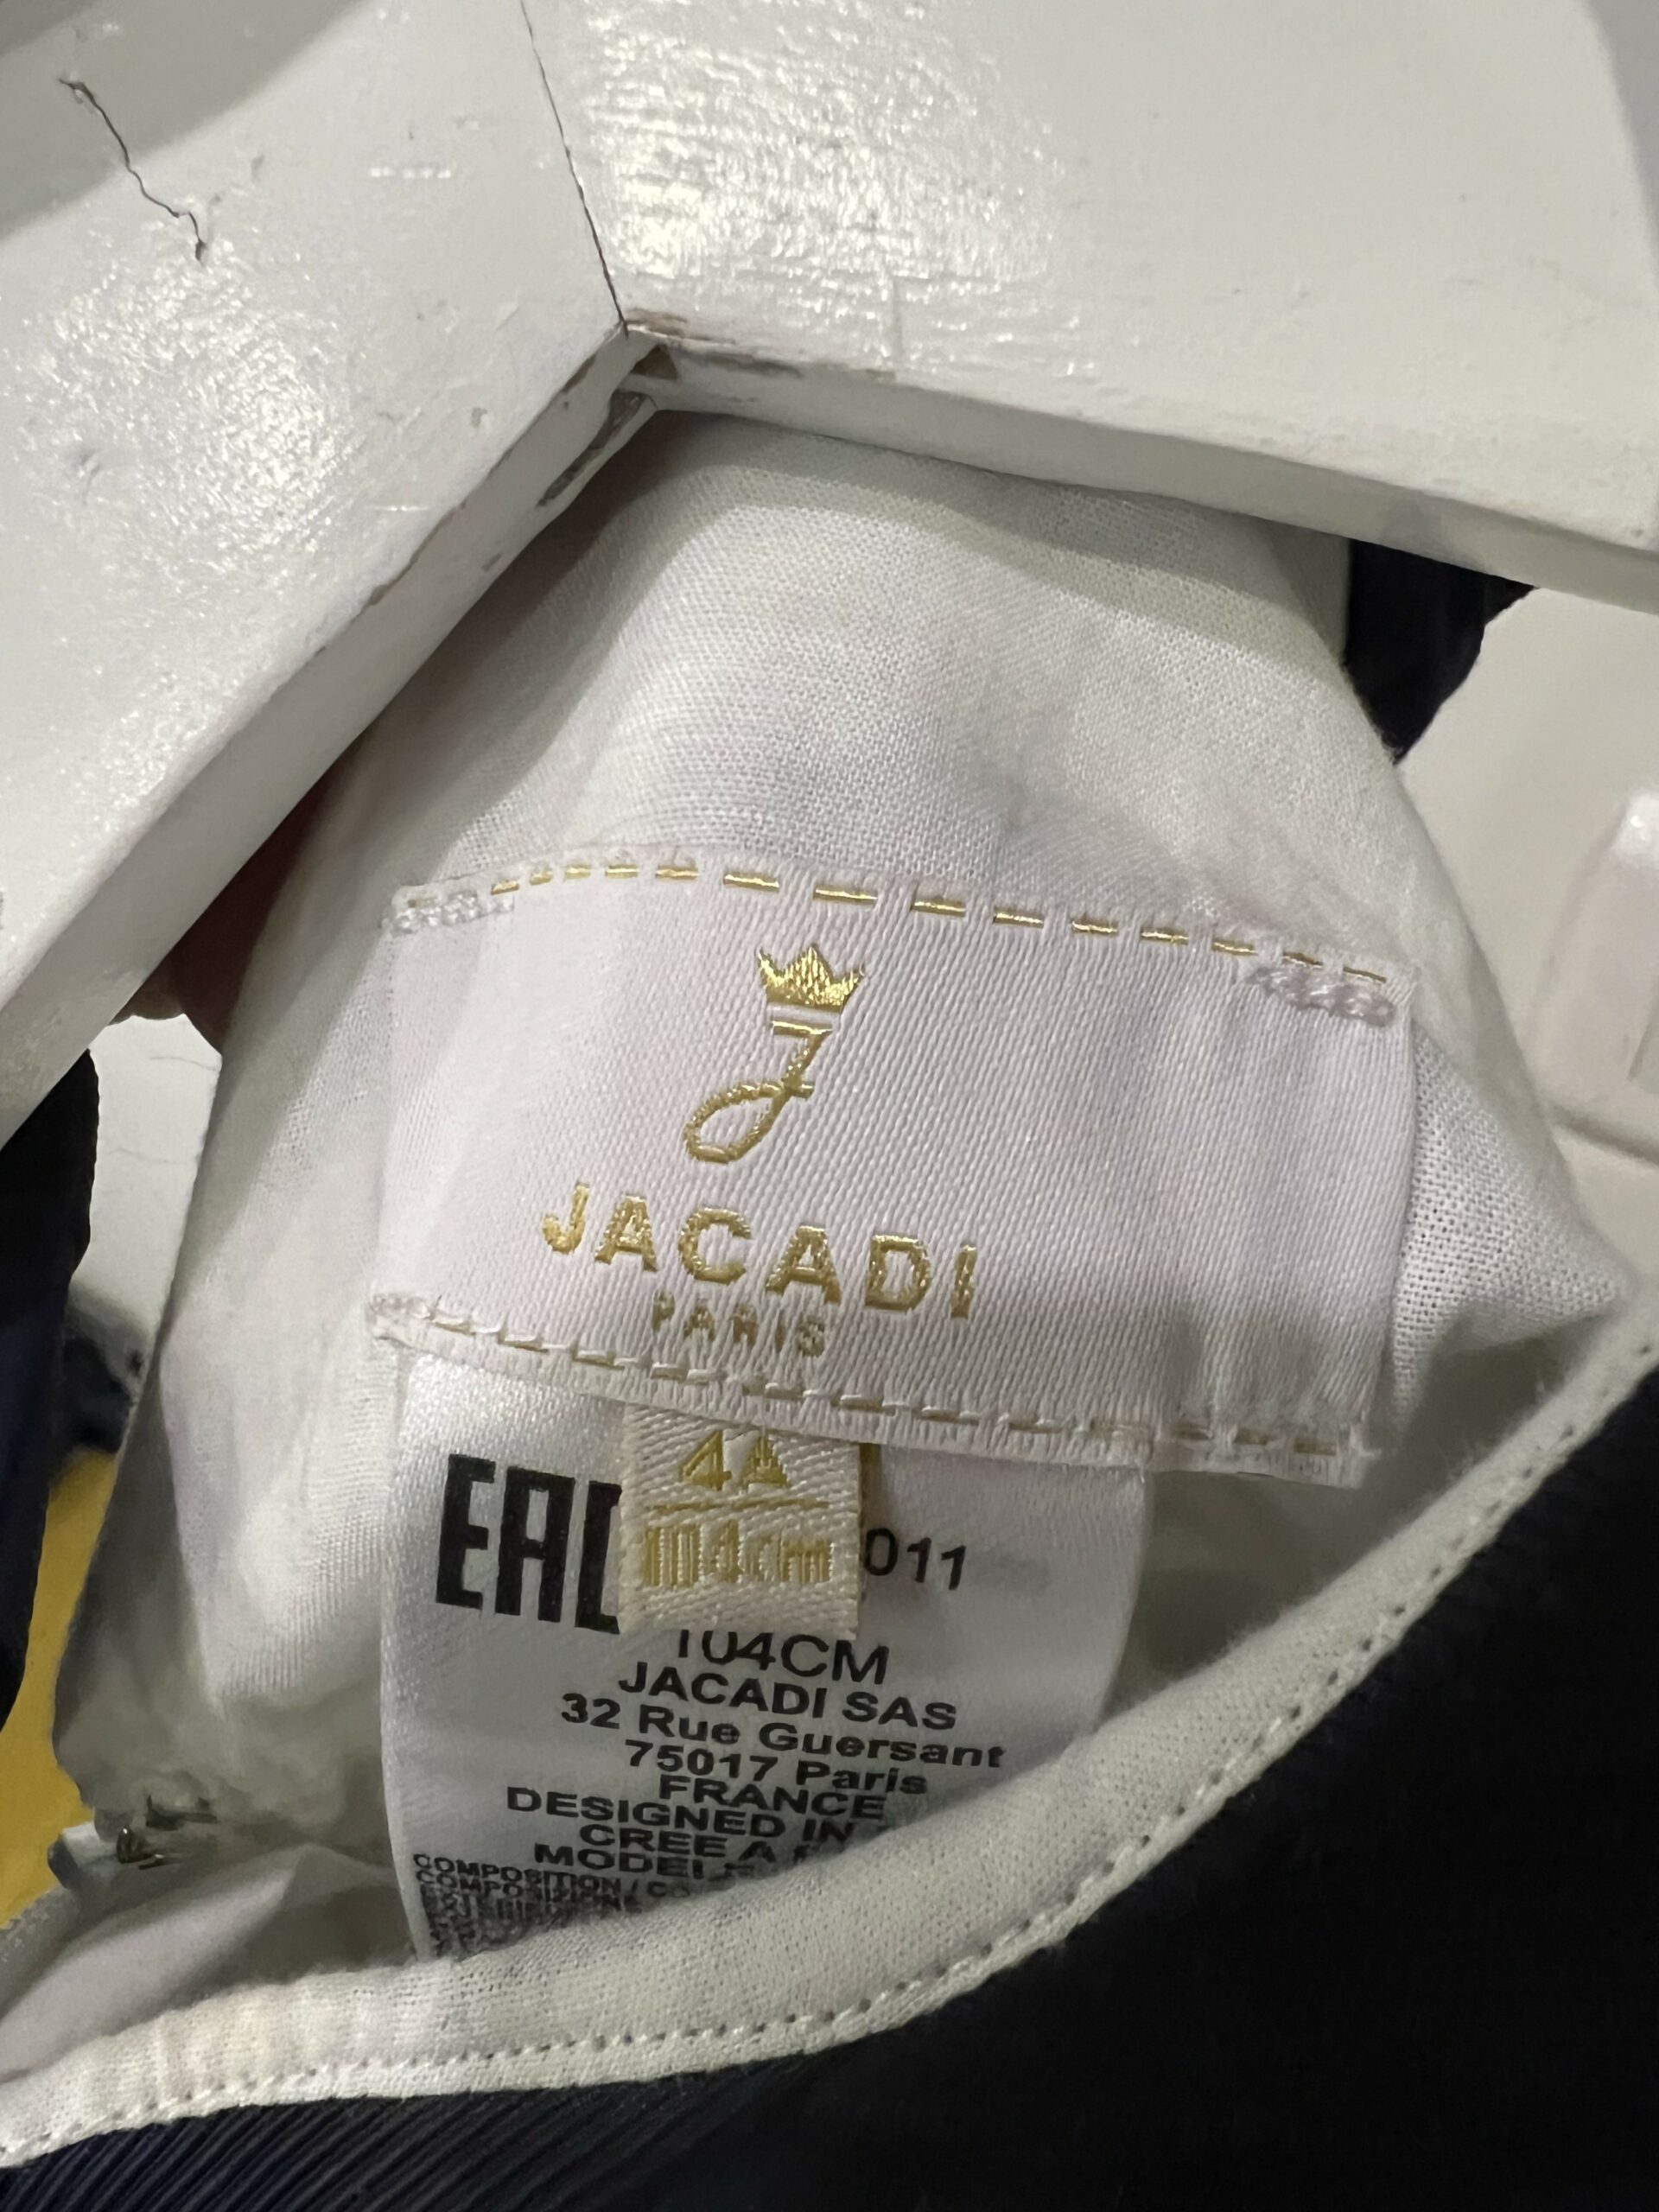 J
JACADI
PARIS
4A
104cm
EAC
011
104CM
JACADI SAS
32 Rue Guersant
75017 Paris
FRANCE
DESIGNED IN
CREE A
COMPOSITION /